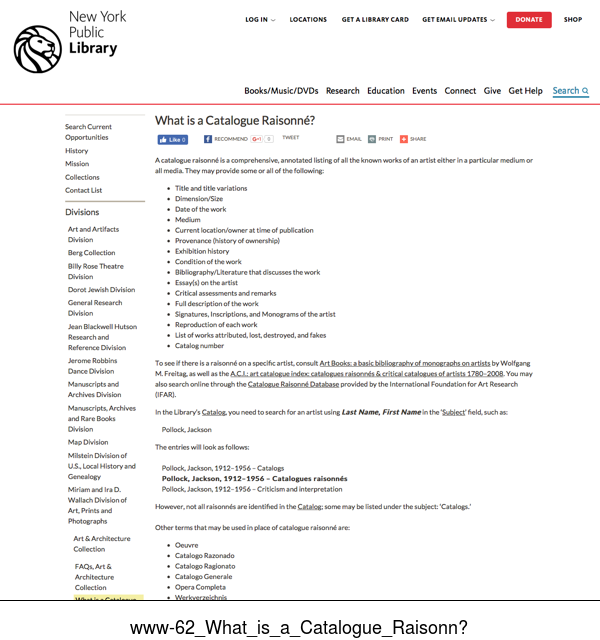 New York
Public
Library
LOG IN
LOCATIONS
GET A LIBRARY CARD
GET EMAIL UPDATES
DONATE
SHOP
Books/Music/DVDs
Research
Education
Events
Connect
Give
Get Help
Search
Search Current
Opportunities
History
Mission
Collections
Contact List
Divisions
Art and Artifacts
Division
Berg Collection
Billy Rose Theatre
Division
Dorot Jewish Division
General Research
Division
Jean Blackwell Hutson
Research and
Reference Division
Jerome Robbins
Dance Division
Manuscripts and
Archives Division
Manuscripts, Archives
and Rare Books
Division
Map Division
Milstein Division of
U.S., Local History and
Genealogy
Miriam and Ira D.
Wallach Division of
Art, Prints and
Photographs
Art & Architecture
Collection
FAQs, Art &
Architecture
Collection
What is a Catalogue
What is a Catalogue Raisonné?
Like 0
RECOMMEND
G+1 0
TWEET
EMAIL
PRINT
SHARE
A catalogue raisonné is a comprehensive, annotated listing of all the known works of an artist either in a particular medium or
all media. They may provide some or all of the following:
• Title and title variations
• Dimension/Size
• Date of the work
• Medium
• Current location/owner at time of publication
• Provenance (history of ownership)
• Exhibition history
• Condition of the work
• Bibliography/Literature that discusses the work
• Essay(s) on the artist
• Critical assessments and remarks
• Full description of the work
• Signatures, Inscriptions, and Monograms of the artist
• Reproduction of each work
• List of works attributed, lost, destroyed, and fakes
• Catalog number
To see if there is a raisonné on a specific artist, consult Art Books: a basic bibliography of monographs on artists by Wolfgang
M. Freitag, as well as the A.C.I.: art catalogue index: catalogues raisonnés & critical catalogues of artists 1780-2008. You may
also search online through the Catalogue Raisonné Database provided by the International Foundation for Art Research
(IFAR).
In the Library's Catalog, you need to search for an artist using Last Name, First Name in the 'Subject' field, such as:
Pollock, Jackson
The entries will look as follows:
Pollock, Jackson, 1912–1956 – Catalogs
Pollock, Jackson, 1912–1956 – Catalogues raisonnés
Pollock, Jackson, 1912–1956 – Criticism and interpretation
However, not all raisonnés are identified in the Catalog; some may be listed under the subject: 'Catalogs.'
Other terms that may be used in place of catalogue raisonné are:
• Oeuvre
• Catalogo Razonado
• Catalogo Ragionato
• Catalogo Generale
• Opera Completa
• Werkverzeichnis
www-62_What_is_a_Catalogue_Raisonn?